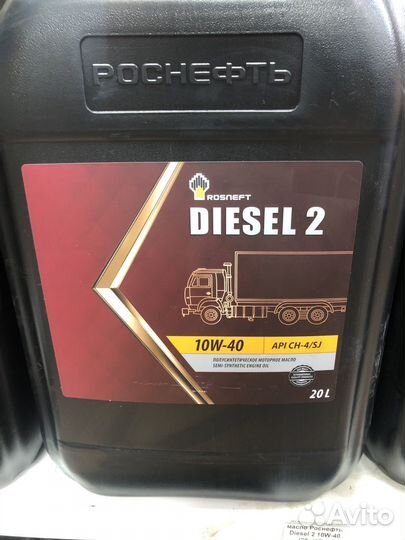 РОСНЕФТЬ
ROSNEFT
DIESEL 2
10W-40
API CH-4/SJ
ПОЛУСИНТЕТИЧЕСКОЕ МОТОРНОЕ МАСЛО
SEMI-SYNTHETIC ENGINE OIL
20 L
масло Роснефть
Diesel 2 10W-40
Avito